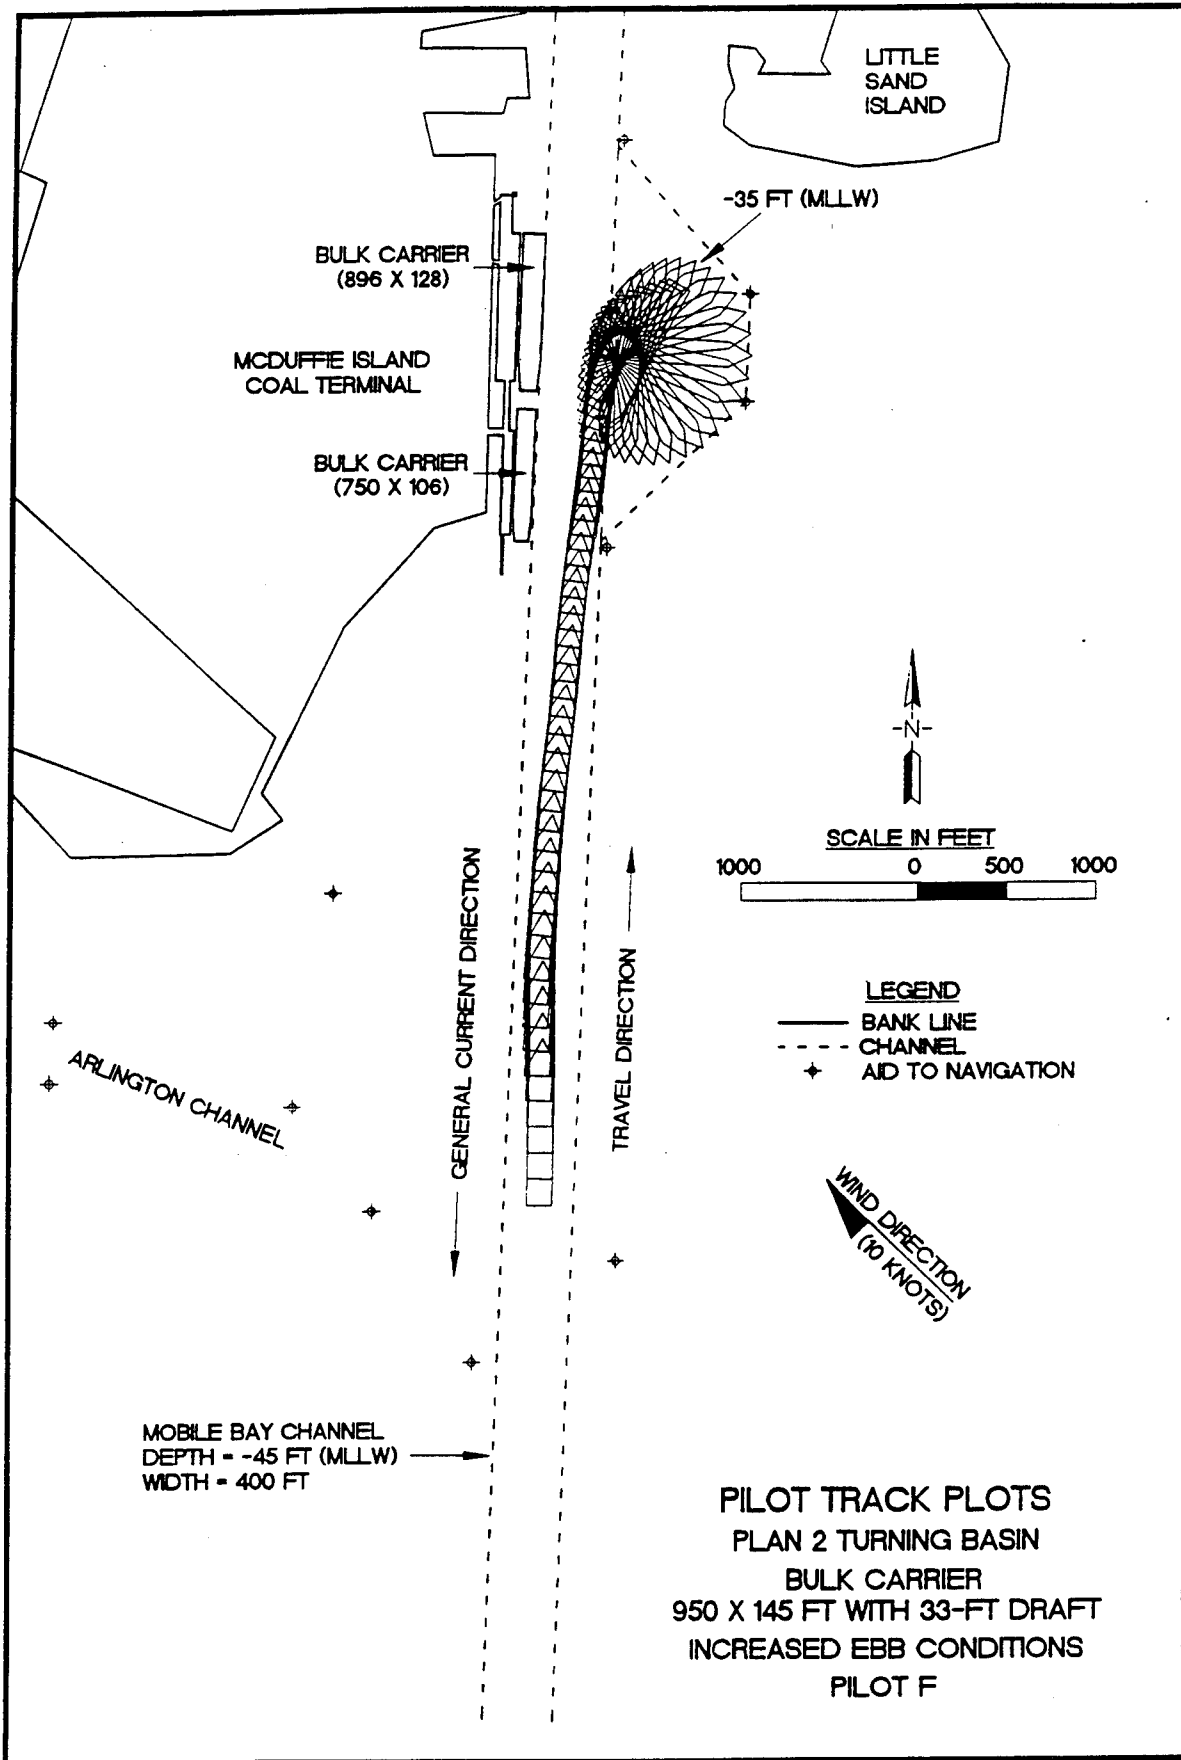 LITTLE
SAND
ISLAND
-35 FT (MLLW)
BULK CARRIER
(896 X 128)
MCDUFFIE ISLAND
COAL TERMINAL
BULK CARRIER
(750 X 106)
-N-
SCALE IN FEET
1000 0 500 1000
GENERAL CURRENT DIRECTION
TRAVEL DIRECTION
LEGEND
BANK LINE
CHANNEL
AID TO NAVIGATION
ARLINGTON CHANNEL
WIND DIRECTION
(10 KNOTS)
MOBILE BAY CHANNEL
DEPTH = -45 FT (MLLW)
WIDTH = 400 FT
PILOT TRACK PLOTS
PLAN 2 TURNING BASIN
BULK CARRIER
950 X 145 FT WITH 33-FT DRAFT
INCREASED EBB CONDITIONS
PILOT F